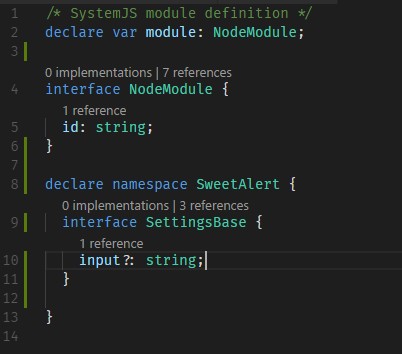 1 /* SystemJS module definition */
2 declare var module: NodeModule;
3
0 implementations | 7 references
4 interface NodeModule {
1 reference
5 id: string;
6 }
7
8 declare namespace SweetAlert {
0 implementations | 3 references
9 interface SettingsBase {
1 reference
10 input?: string;
11 }
12
13 }
14